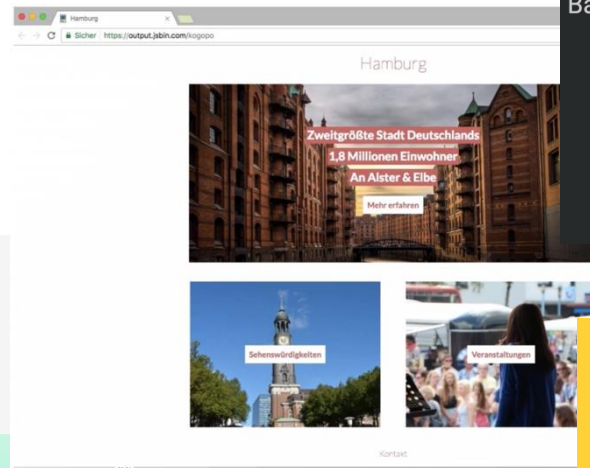 Ba
Hamburg
Sicher https://output.jsbin.com/kogopo
Hamburg
Zweitgrößte Stadt Deutschlands
1,8 Millionen Einwohner
An Alster & Elbe
Mehr erfahren
Sehenswürdigkeiten
Veranstaltungen
Kontakt